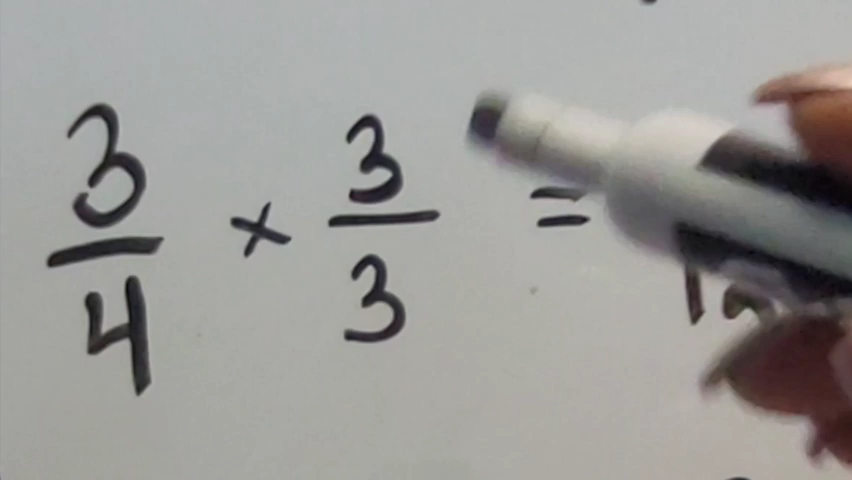 3/4 × 3/3 =